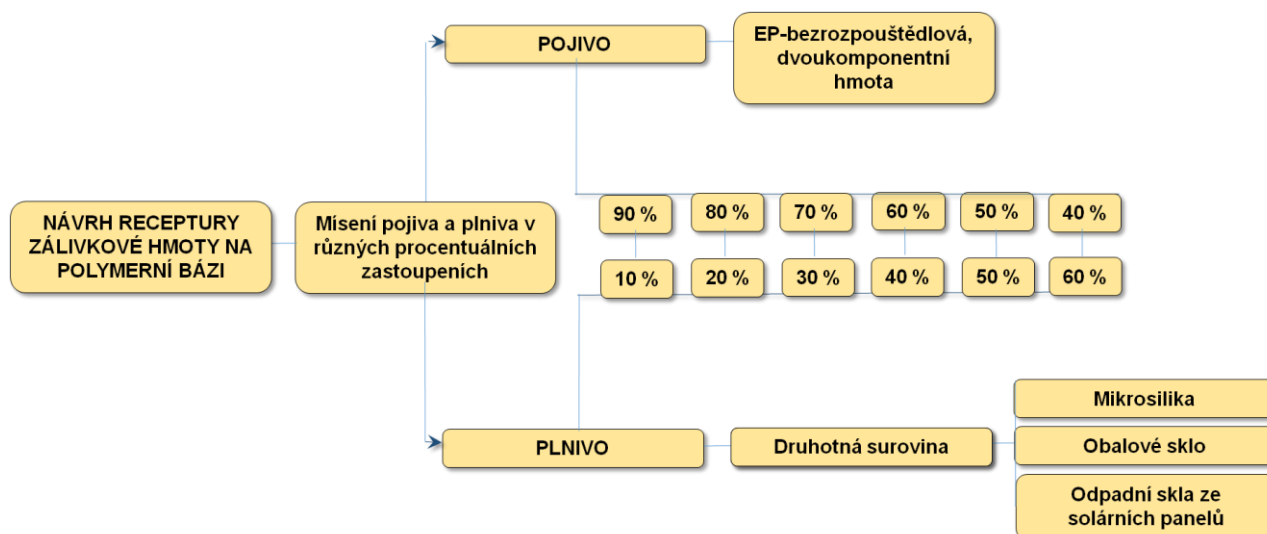 POJIVO
EP-bezrozpouštědlová,
dvoukomponentní
hmota
NÁVRH RECEPTURY
ZÁLIVKOVÉ HMOTY NA
POLYMERNÍ BÁZI
Mísení pojiva a plniva v
různých procentuálních
zastoupeních
90 % 80 % 70 % 60 % 50 % 40 %
10 % 20 % 30 % 40 % 50 % 60 %
PLNIVO
Druhotná surovina
Mikrosilika
Obalové sklo
Odpadní skla ze
solárních panelů